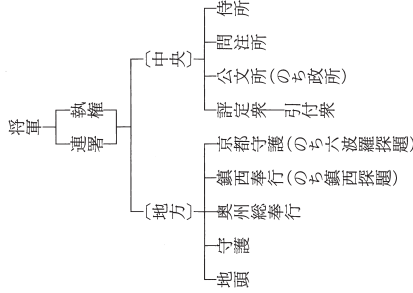 将軍
執権
連署
〔中央〕
侍所
問注所
公文所(のち政所)
評定衆―引付衆
〔地方〕
京都守護(のち六波羅探題)
鎮西奉行(のち鎮西探題)
奥州総奉行
守護
地頭